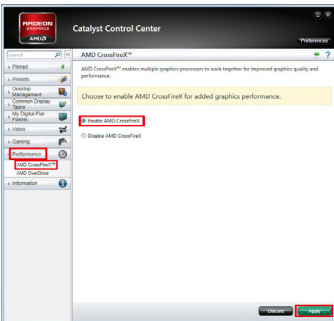 RADEON
GRAPHICS
AMD
Catalyst Control Center
Preferences
Search
AMD CrossFireX™
Pinned
Presets
Desktop
Management
Common Display
Tasks
My Digital Flat-
Panels
Video
Gaming
Performance
AMD CrossFireX™
AMD OverDrive
Information
AMD CrossFireX™ enables multiple graphics processors to work together for improved graphics quality and
performance.
Choose to enable AMD CrossFireX for added graphics performance.
Enable AMD CrossFireX
Disable AMD CrossFireX
Discard
Apply